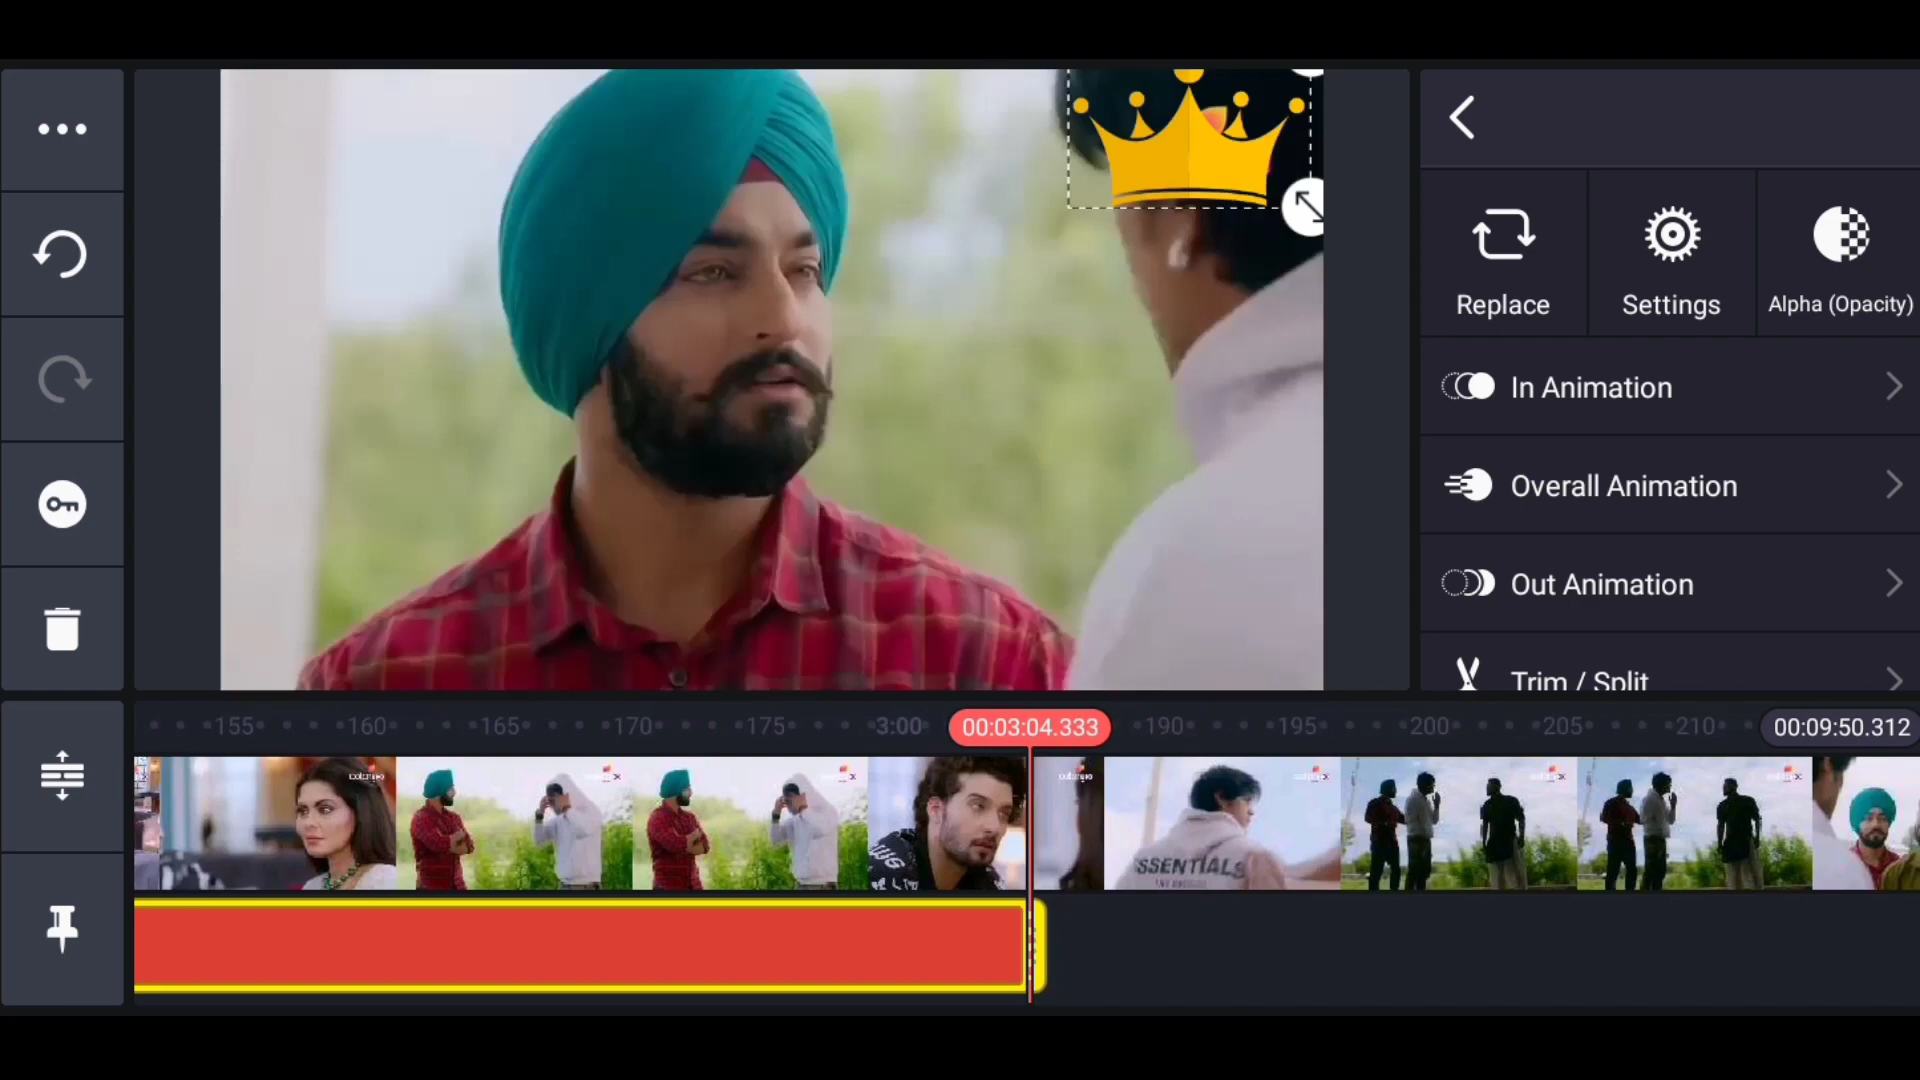 Replace
Settings
Alpha (Opacity)
In Animation
Overall Animation
Out Animation
Trim / Split
155
160
165
170
175
3:00
00:03:04.333
190
195
200
205
210
00:09:50.312
ESSENTIALS